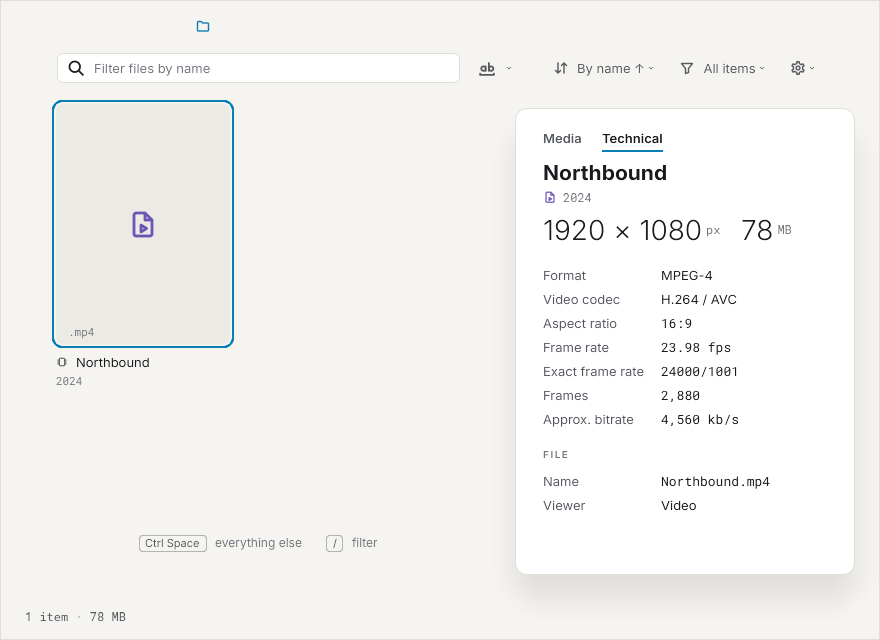 Filter files by name
ab
By name ↑
All items
.mp4
Northbound
2024
Media Technical
Northbound
2024
1920 × 1080 px 78 MB
Format MPEG-4
Video codec H.264 / AVC
Aspect ratio 16:9
Frame rate 23.98 fps
Exact frame rate 24000/1001
Frames 2,880
Approx. bitrate 4,560 kb/s
FILE
Name Northbound.mp4
Viewer Video
Ctrl Space everything else / filter
1 item · 78 MB